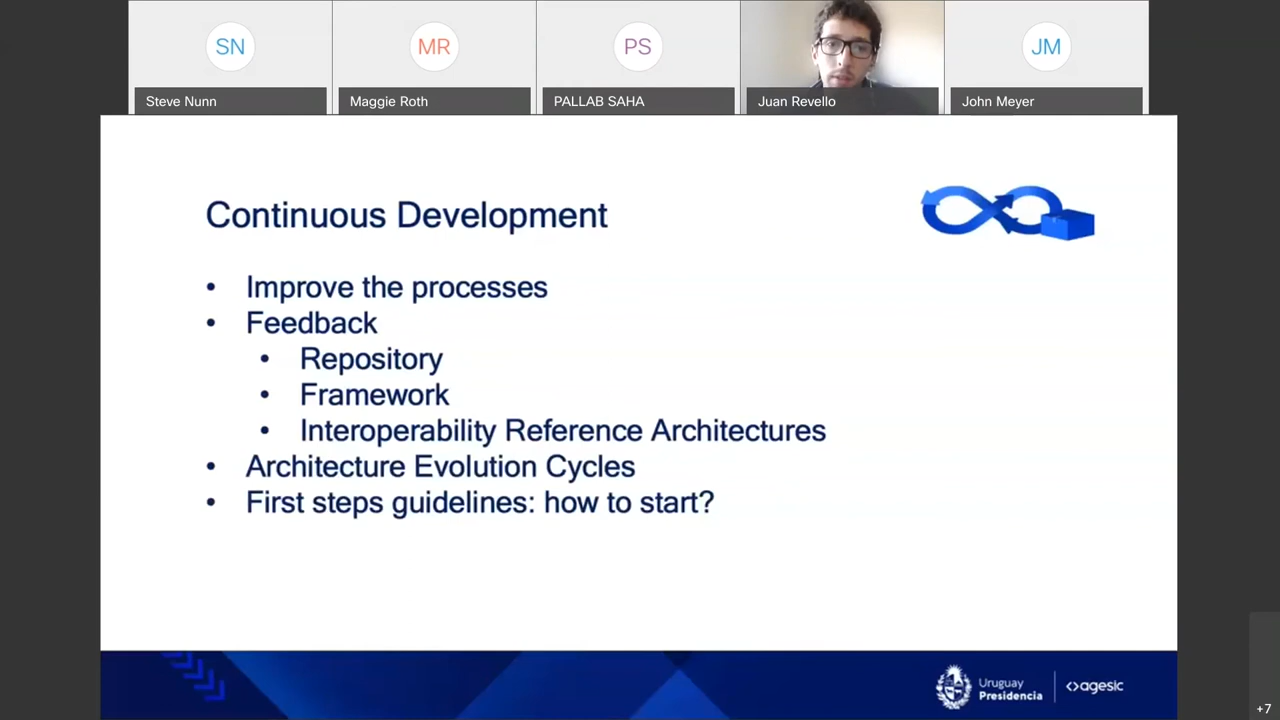 SN
MR
PS
JM
Steve Nunn
Maggie Roth
PALLAB SAHA
Juan Revello
John Meyer
Continuous Development
• Improve the processes
• Feedback
• Repository
• Framework
• Interoperability Reference Architectures
• Architecture Evolution Cycles
• First steps guidelines: how to start?
Uruguay
Presidencia
agesic
+7